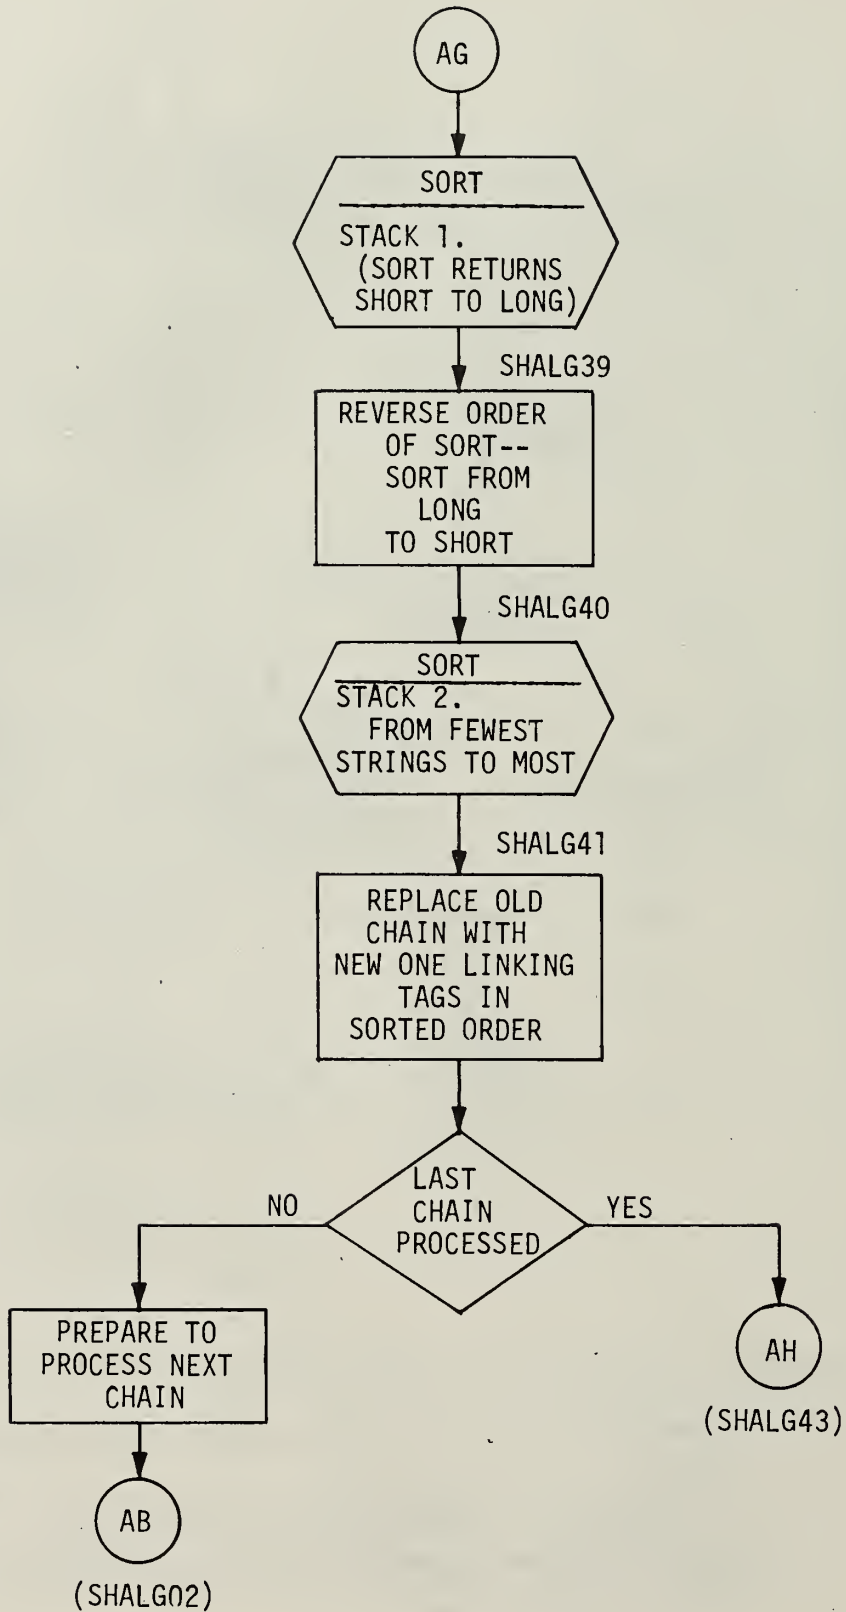 AG
SORT
STACK 1.
(SORT RETURNS
SHORT TO LONG)
SHALG39
REVERSE ORDER
OF SORT--
SORT FROM
LONG
TO SHORT
SHALG40
SORT
STACK 2.
FROM FEWEST
STRINGS TO MOST
SHALG41
REPLACE OLD
CHAIN WITH
NEW ONE LINKING
TAGS IN
SORTED ORDER
LAST
CHAIN
PROCESSED
NO
YES
PREPARE TO
PROCESS NEXT
CHAIN
AH
(SHALG43)
AB
(SHALG02)